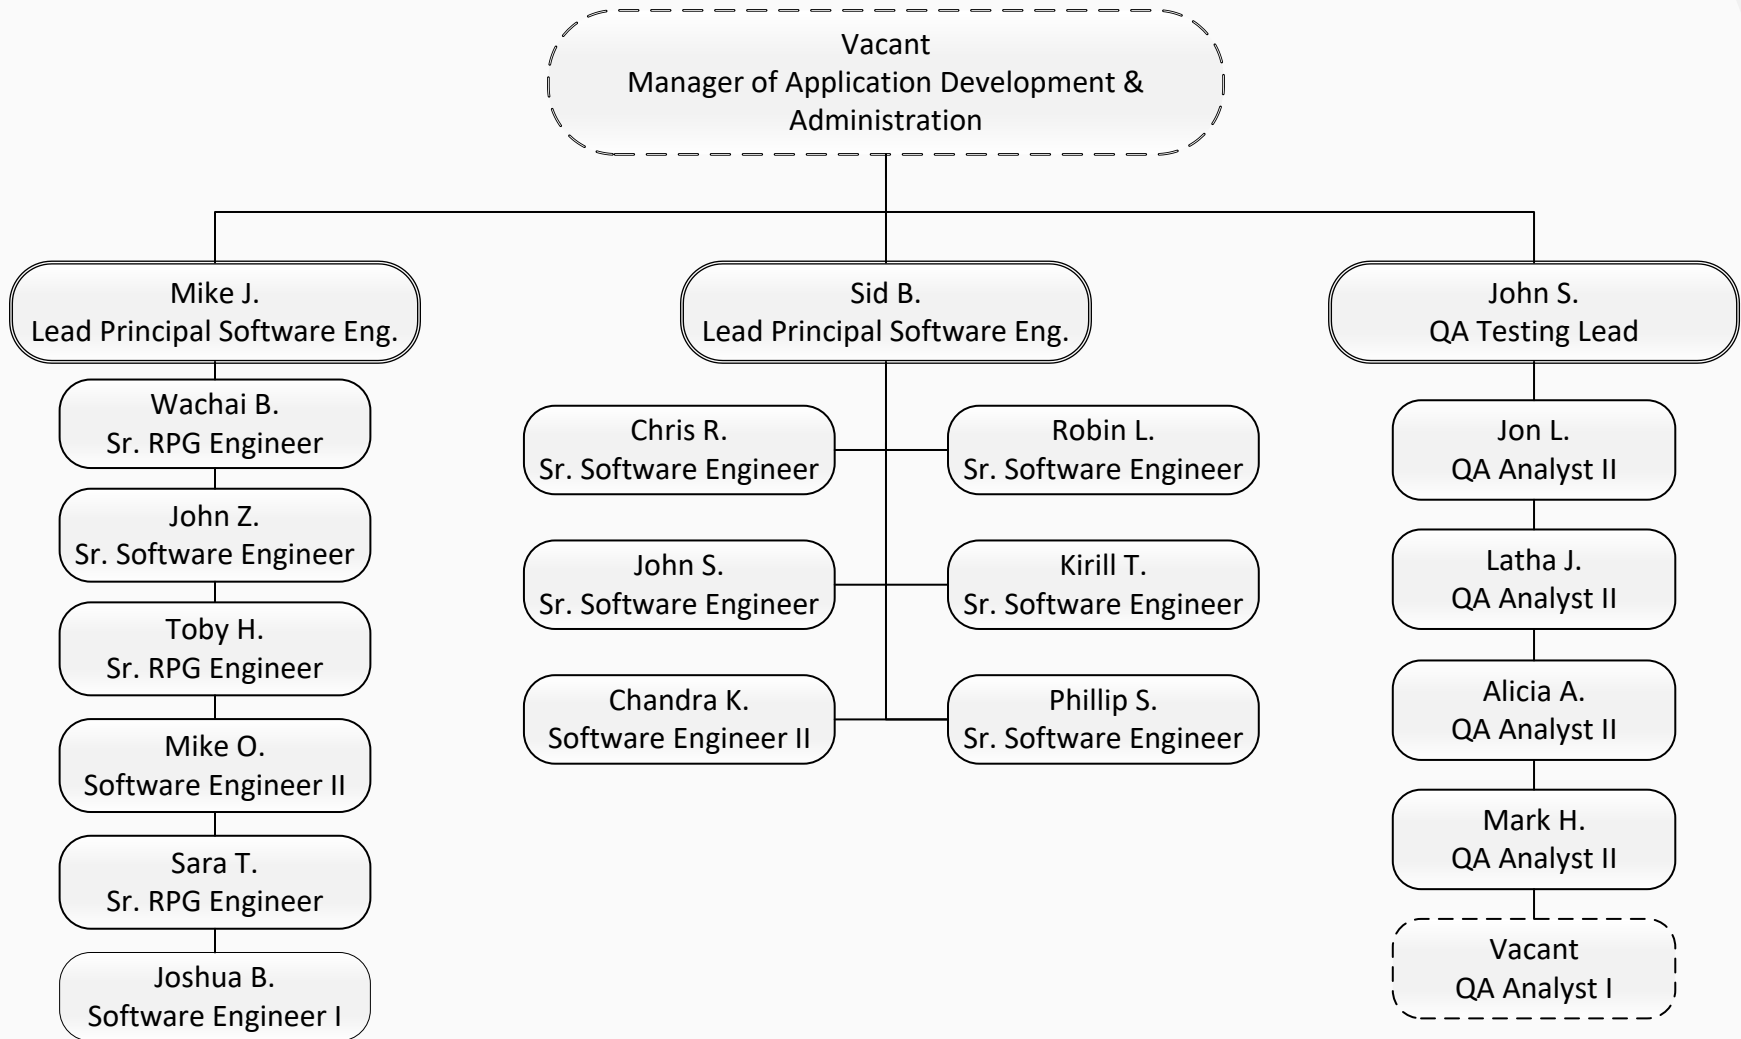 Vacant
Manager of Application Development &
Administration
Mike J.
Lead Principal Software Eng.
Wachai B.
Sr. RPG Engineer
John Z.
Sr. Software Engineer
Toby H.
Sr. RPG Engineer
Mike O.
Software Engineer II
Sara T.
Sr. RPG Engineer
Joshua B.
Software Engineer I
Sid B.
Lead Principal Software Eng.
Chris R.
Sr. Software Engineer
Robin L.
Sr. Software Engineer
John S.
Sr. Software Engineer
Kirill T.
Sr. Software Engineer
Chandra K.
Software Engineer II
Phillip S.
Sr. Software Engineer
John S.
QA Testing Lead
Jon L.
QA Analyst II
Latha J.
QA Analyst II
Alicia A.
QA Analyst II
Mark H.
QA Analyst II
Vacant
QA Analyst I